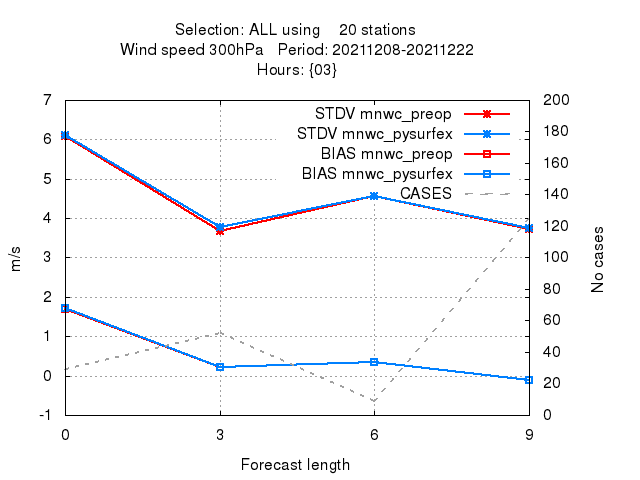 Selection: ALL using    20 stations
Wind speed 300hPa   Period: 20211208-20211222
Hours: {03}
STDV mnwc_preop
STDV mnwc_pysurfex
BIAS mnwc_preop
BIAS mnwc_pysurfex
CASES
7
6
5
4
3
2
1
0
-1
m/s
200
180
160
140
120
100
80
60
40
20
0
No cases
0 3 6 9
Forecast length